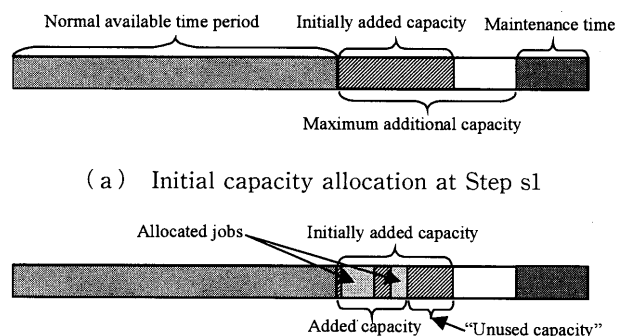 Normal available time period
Initially added capacity
Maintenance time
Maximum additional capacity
(a) Initial capacity allocation at Step s1
Allocated jobs
Initially added capacity
Added capacity
“Unused capacity”